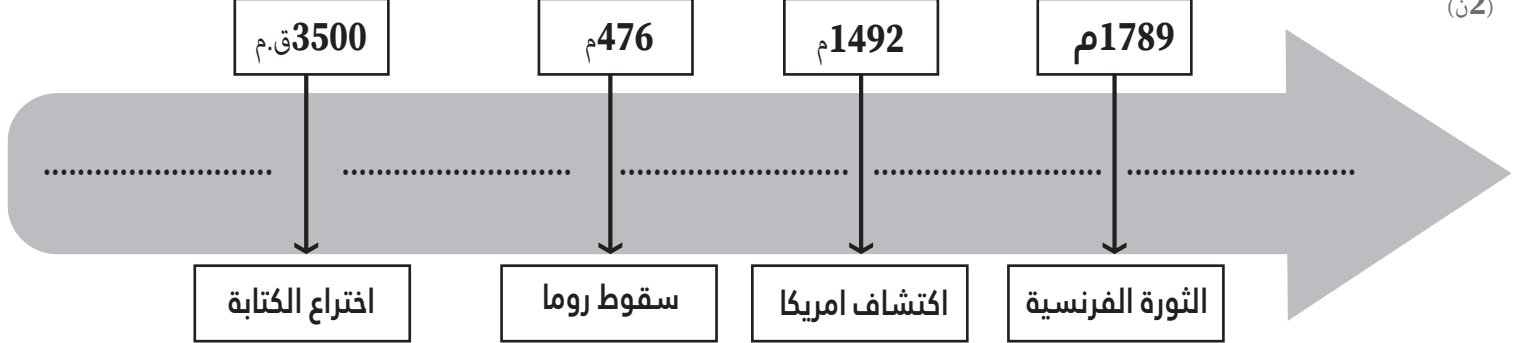 (2ن)
3500ق.م
476م
1492م
1789م
..............................
..............................
..............................
..............................
..............................
اختراع الكتابة
سقوط روما
اكتشاف امريكا
الثورة الفرنسية